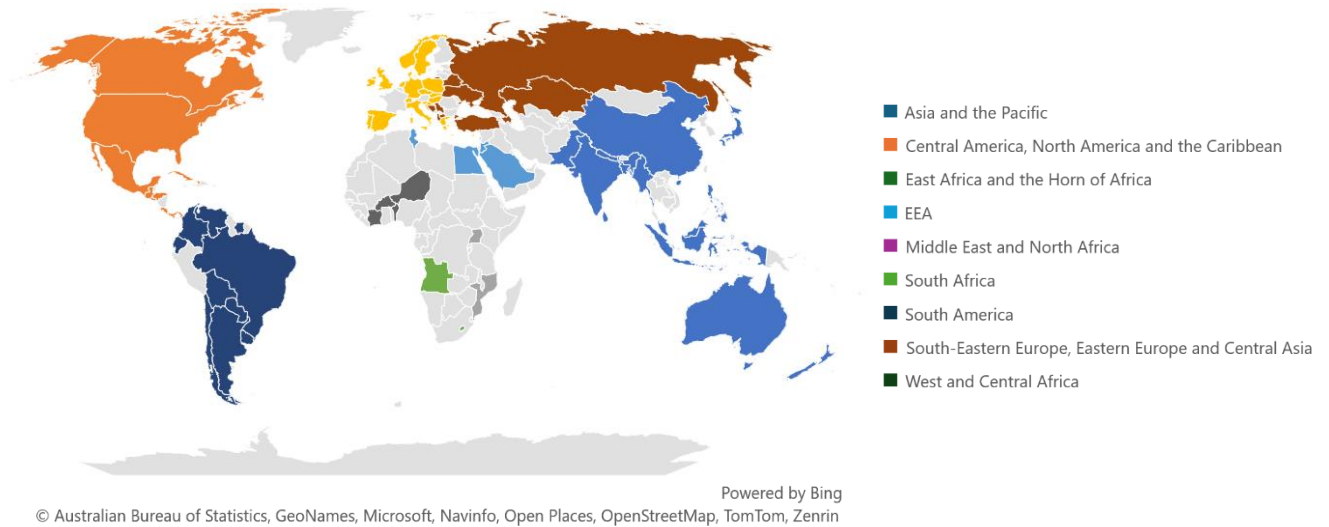 Asia and the Pacific
Central America, North America and the Caribbean
East Africa and the Horn of Africa
EEA
Middle East and North Africa
South Africa
South America
South-Eastern Europe, Eastern Europe and Central Asia
West and Central Africa
Powered by Bing
© Australian Bureau of Statistics, GeoNames, Microsoft, Navinfo, Open Places, OpenStreetMap, TomTom, Zenrin